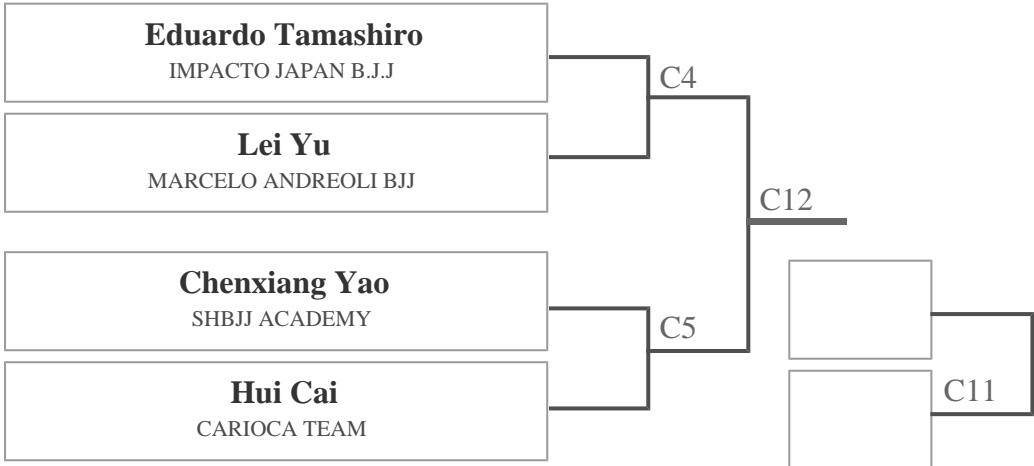 Eduardo Tamashiro
IMPACTO JAPAN B.J.J
C4
Lei Yu
MARCELO ANDREOLI BJJ
C12
Chenxiang Yao
SHBJJ ACADEMY
C5
Hui Cai
CARIOCA TEAM
C11